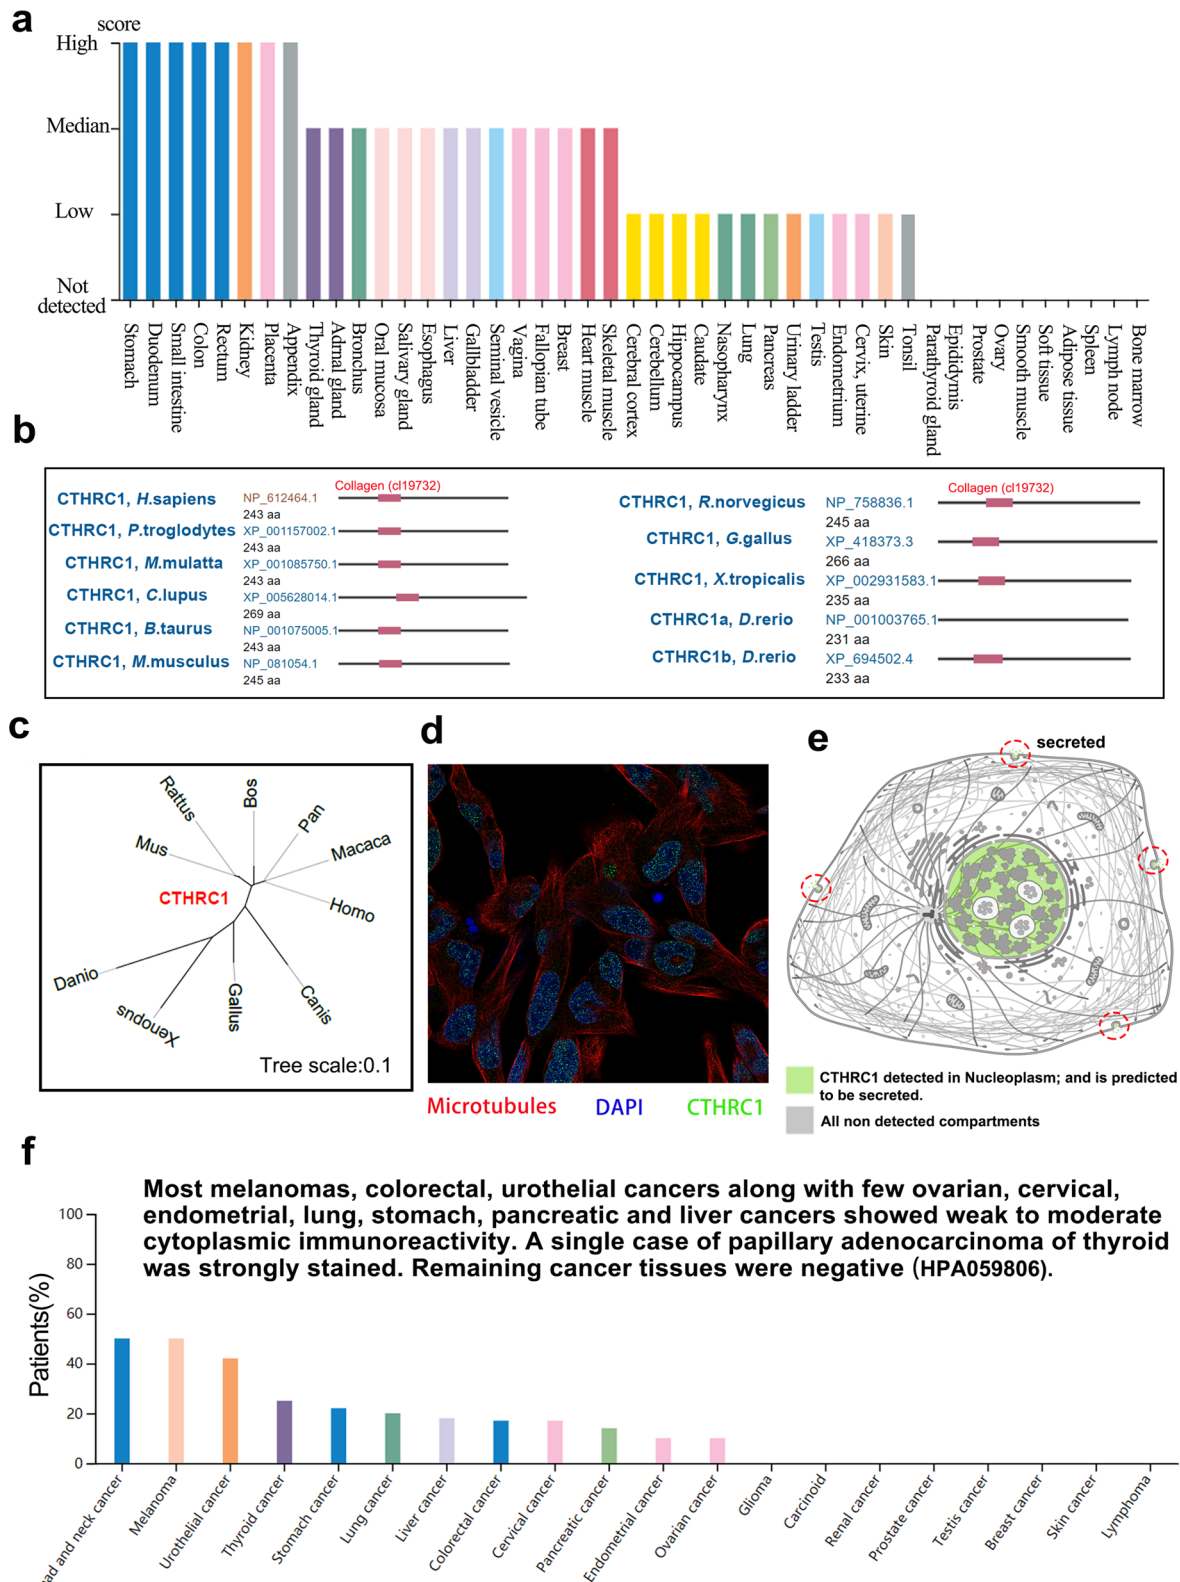 a
score
High
Median
Low
Not
detected
Stomach
Duodenum
Small intestine
Colon
Rectum
Kidney
Placenta
Appendix
Thyroid gland
Admal gland
Bronchus
Oral mucosa
Salivary gland
Esophagus
Liver
Gallbladder
Seminal vesicle
Vagina
Fallopian tube
Breast
Heart muscle
Skeletal muscle
Cerebral cortex
Cerebellum
Hippocampus
Caudate
Nasopharynx
Lung
Pancreas
Urinary ladder
Testis
Endometrium
Cervix, uterine
Skin
Tonsil
Parathyroid gland
Epididynis
Prostate
Ovary
Smooth muscle
Soft tissue
Adipose tissue
Spleen
Lymph node
Bone marrow
b
Collagen (cl19732)
CTHRC1, H.sapiens NP_612464.1
243 aa
CTHRC1, P.troglodytes XP_001157002.1
243 aa
CTHRC1, M.mulatta XP_001085750.1
243 aa
CTHRC1, C.lupus XP_005628014.1
269 aa
CTHRC1, B.taurus NP_001075005.1
243 aa
CTHRC1, M.musculus NP_081054.1
245 aa
Collagen (cl19732)
CTHRC1, R.norvegicus NP_758836.1
245 aa
CTHRC1, G.gallus XP_418373.3
266 aa
CTHRC1, X.tropicalis XP_002931583.1
235 aa
CTHRC1a, D.rerio NP_001003765.1
231 aa
CTHRC1b, D.rerio XP_694502.4
233 aa
c
Rattus
Bos
Pan
Mus
Macaca
CTHRC1
Homo
Danio
Xenopus
Gallus
Canis
Tree scale:0.1
d
Microtubules DAPI CTHRC1
e
secreted
CTHRC1 detected in Nucleoplasm; and is predicted
to be secreted.
All non detected compartments
f
Most melanomas, colorectal, urothelial cancers along with few ovarian, cervical,
endometrial, lung, stomach, pancreatic and liver cancers showed weak to moderate
cytoplasmic immunoreactivity. A single case of papillary adenocarcinoma of thyroid
was strongly stained. Remaining cancer tissues were negative (HPA059806).
Patients(%)
100
80
60
40
20
0
ead and neck cancer
Melanoma
Urothelial cancer
Thyroid cancer
Stomach cancer
Lung cancer
Liver cancer
Colorectal cancer
Cervical cancer
Pancreatic cancer
Endometrial cancer
Ovarian cancer
Glioma
Carcinoid
Renal cancer
Prostate cancer
Testis cancer
Breast cancer
Skin cancer
Lymphoma